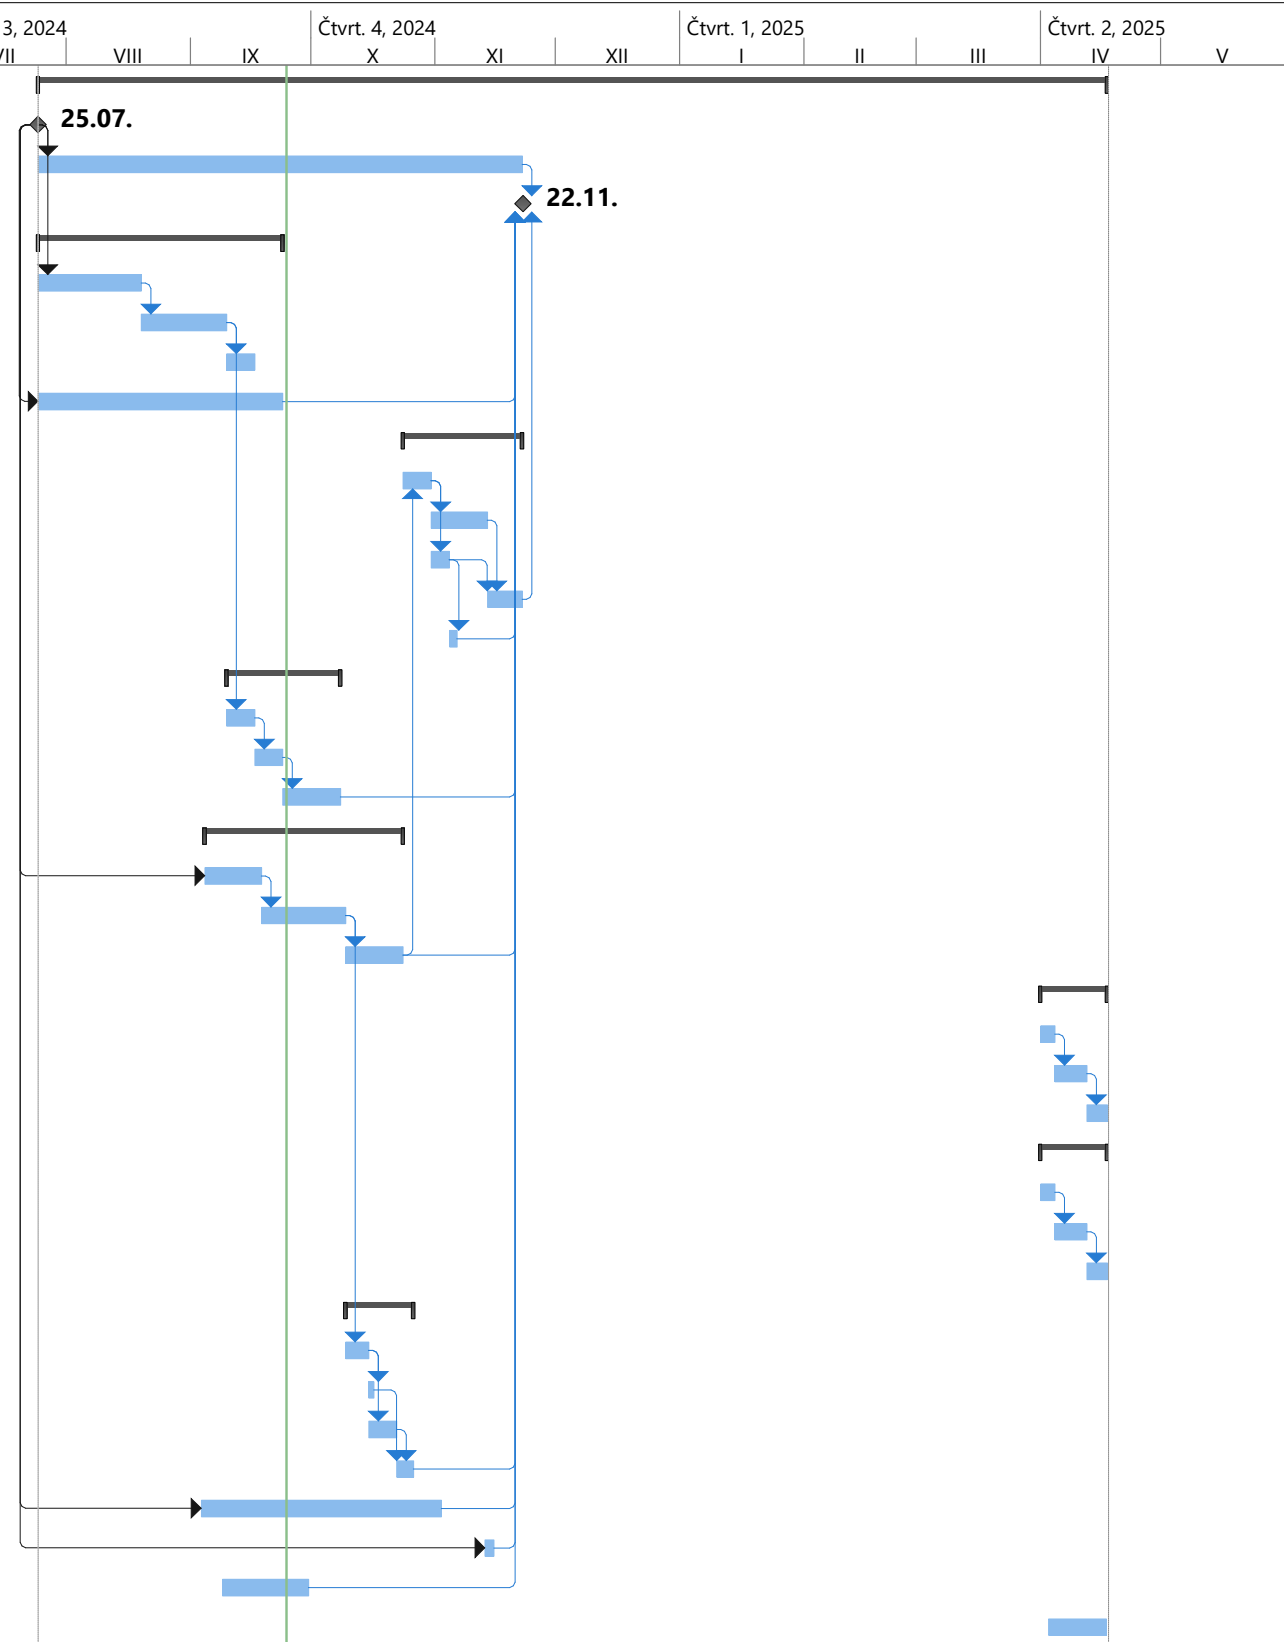 3, 2024 Čtvrt. 4, 2024 Čtvrt. 1, 2025 Čtvrt. 2, 2025
VII VIII IX X XI XII I II III IV V
25.07.
22.11.